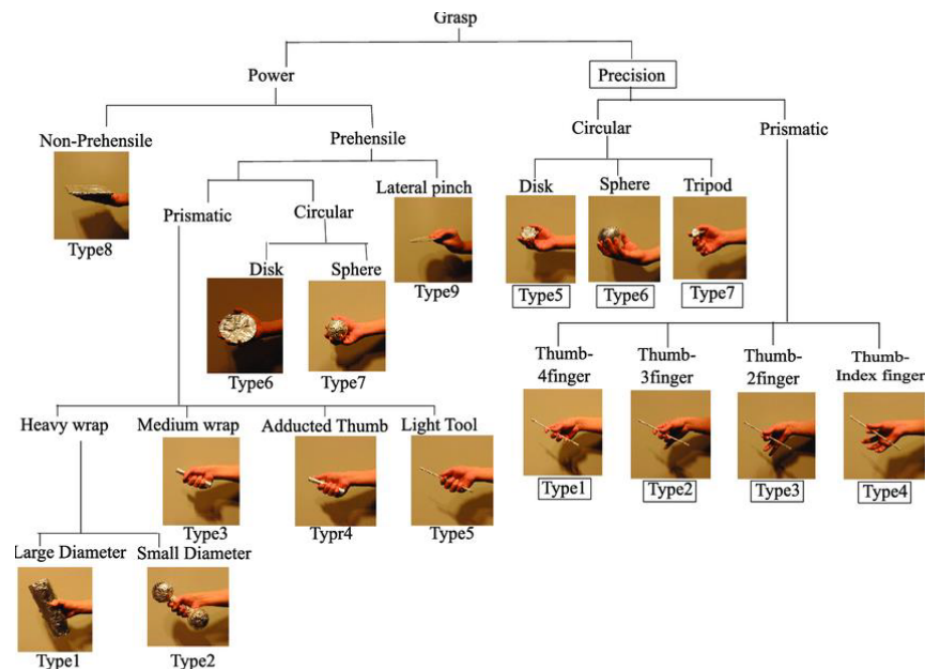 Grasp
Power
Precision
Non-Prehensile
Prehensile
Circular
Prismatic
Type8
Prismatic
Circular
Lateral pinch
Type9
Disk
Sphere
Type6
Type7
Disk
Sphere
Tripod
Type5
Type6
Type7
Thumb-
4finger
Thumb-
3finger
Thumb-
2finger
Thumb-
Index finger
Type1
Type2
Type3
Type4
Heavy wrap
Medium wrap
Adducted Thumb
Light Tool
Type3
Typr4
Type5
Large Diameter
Small Diameter
Type1
Type2